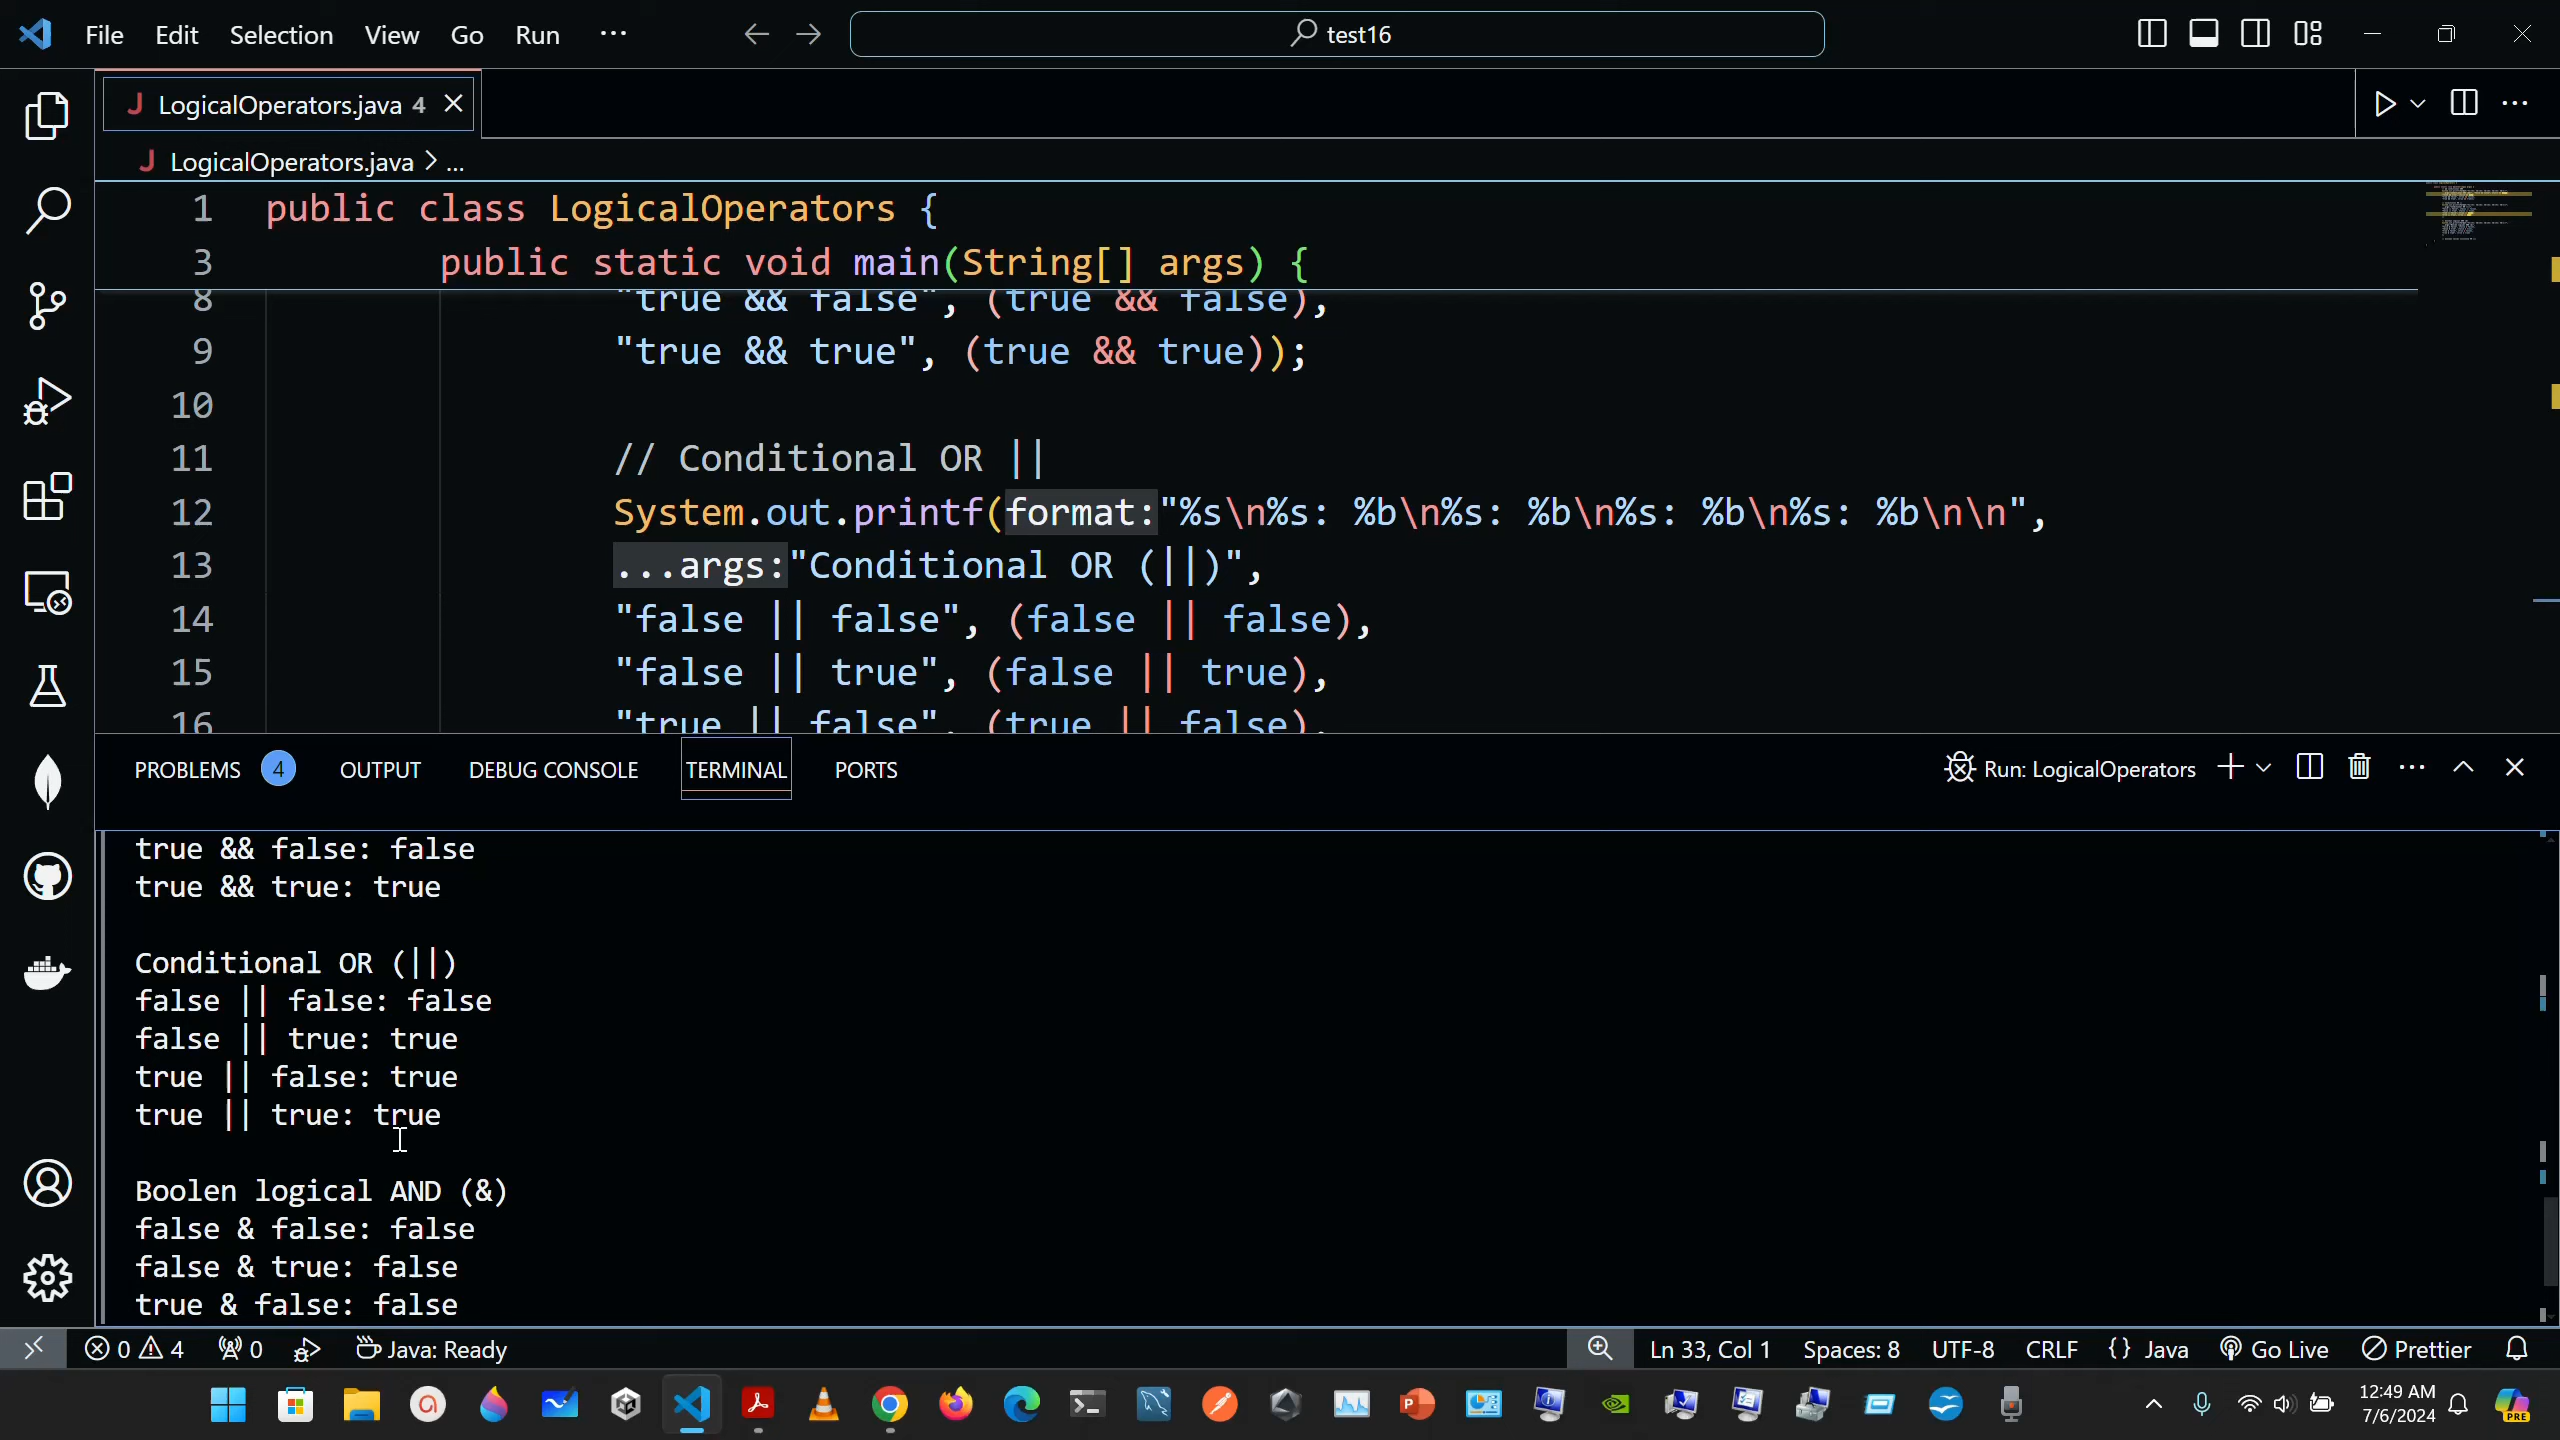 File Edit Selection View Go Run ··· test16
LogicalOperators.java 4
LogicalOperators.java > ...
1 public class LogicalOperators {
3 public static void main(String[] args) {
8 "true && false", (true && false),
9 "true && true", (true && true));
10
11 // Conditional OR ||
12 System.out.printf(format:"%s\n%s: %b\n%s: %b\n%s: %b\n%s: %b\n\n",
13 ...args:"Conditional OR (||)",
14 "false || false", (false || false),
15 "false || true", (false || true),
16 "true || false", (true || false),
PROBLEMS 4 OUTPUT DEBUG CONSOLE TERMINAL PORTS Run: LogicalOperators
true && false: false
true && true: true
Conditional OR (||)
false || false: false
false || true: true
true || false: true
true || true: true
Boolen logical AND (&)
false & false: false
false & true: false
true & false: false
0 4 0 Java: Ready Ln 33, Col 1 Spaces: 8 UTF-8 CRLF {} Java Go Live Prettier
12:49 AM
7/6/2024
PRE